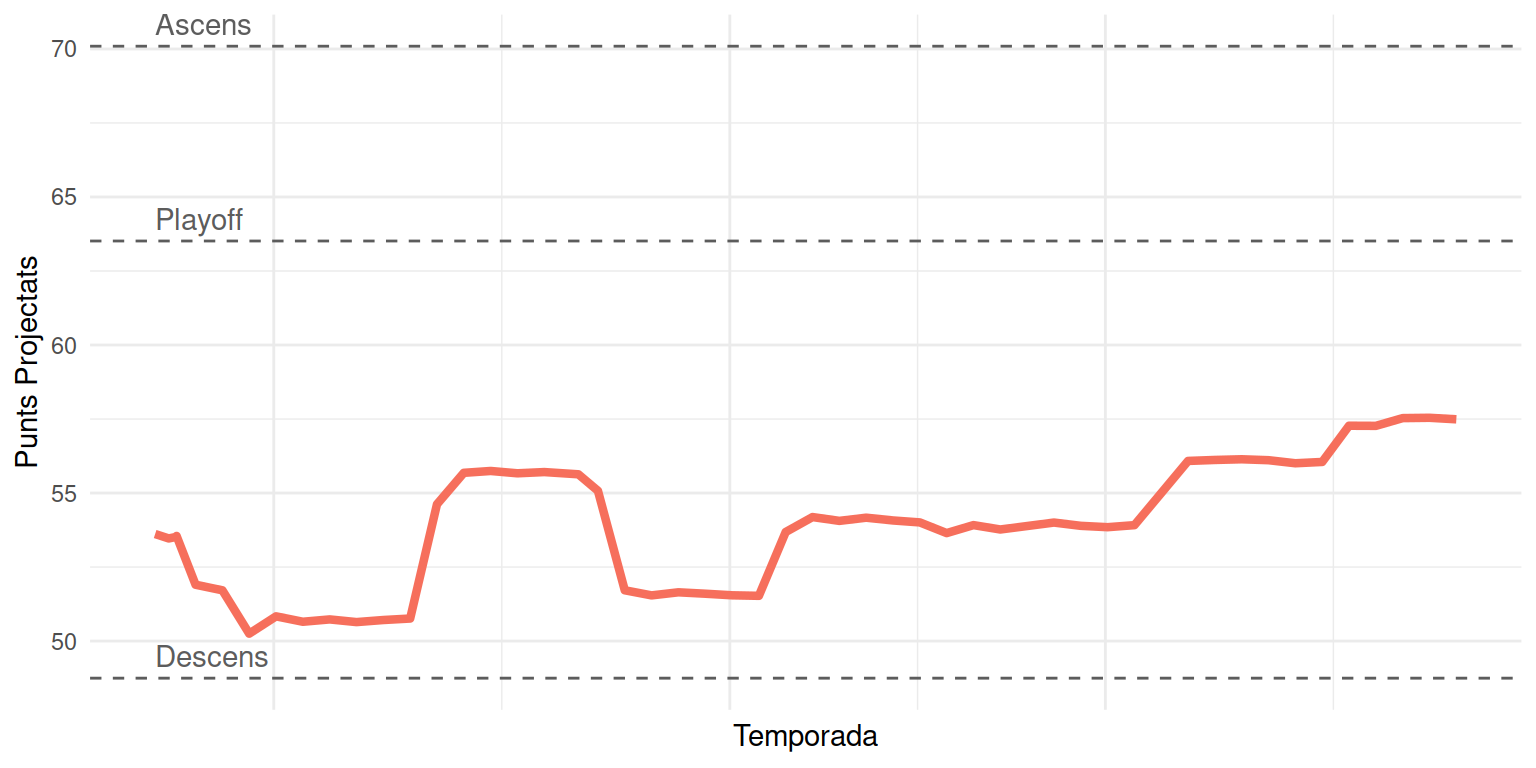 Ascens
70
65
Playoff
60
55
50
Descens
Punts Projectats
Temporada